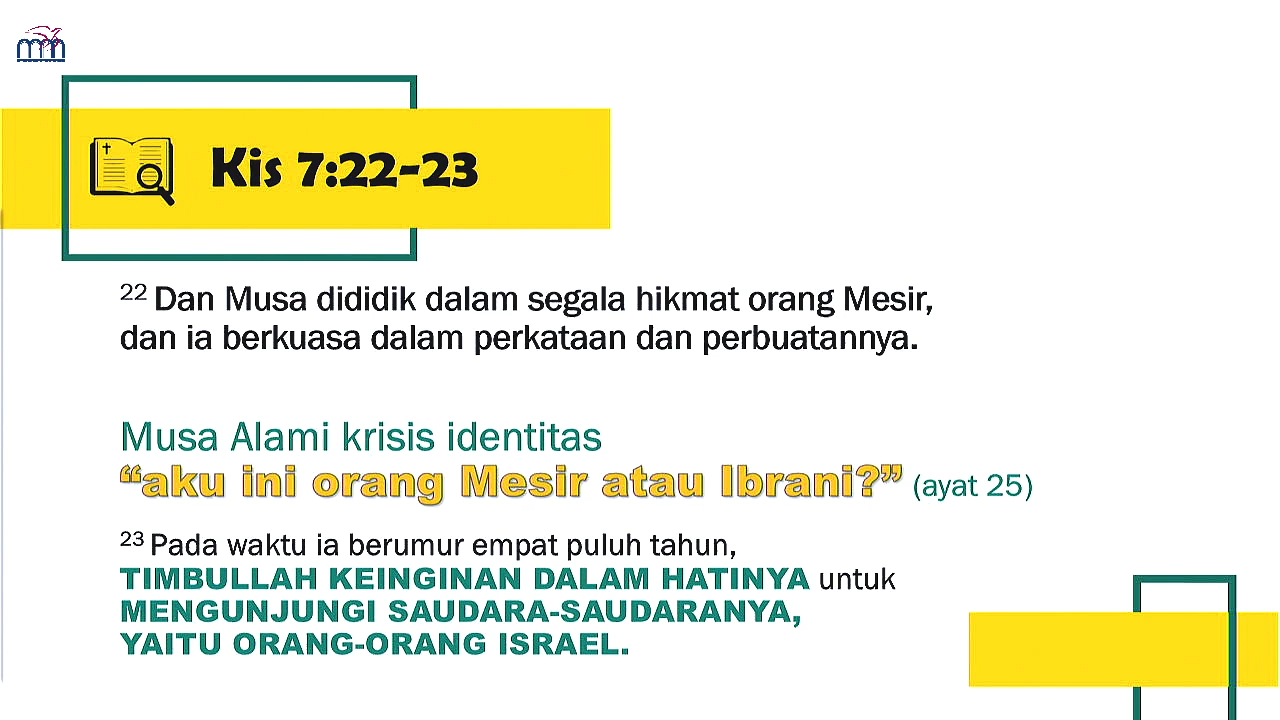 Kis 7:22-23
22 Dan Musa dididik dalam segala hikmat orang Mesir,
dan ia berkuasa dalam perkataan dan perbuatannya.
Musa Alami krisis identitas
“aku ini orang Mesir atau Ibrani?” (ayat 25)
23 Pada waktu ia berumur empat puluh tahun,
TIMBULLAH KEINGINAN DALAM HATINYA untuk
MENGUNJUNGI SAUDARA-SAUDARANYA,
YAITU ORANG-ORANG ISRAEL.